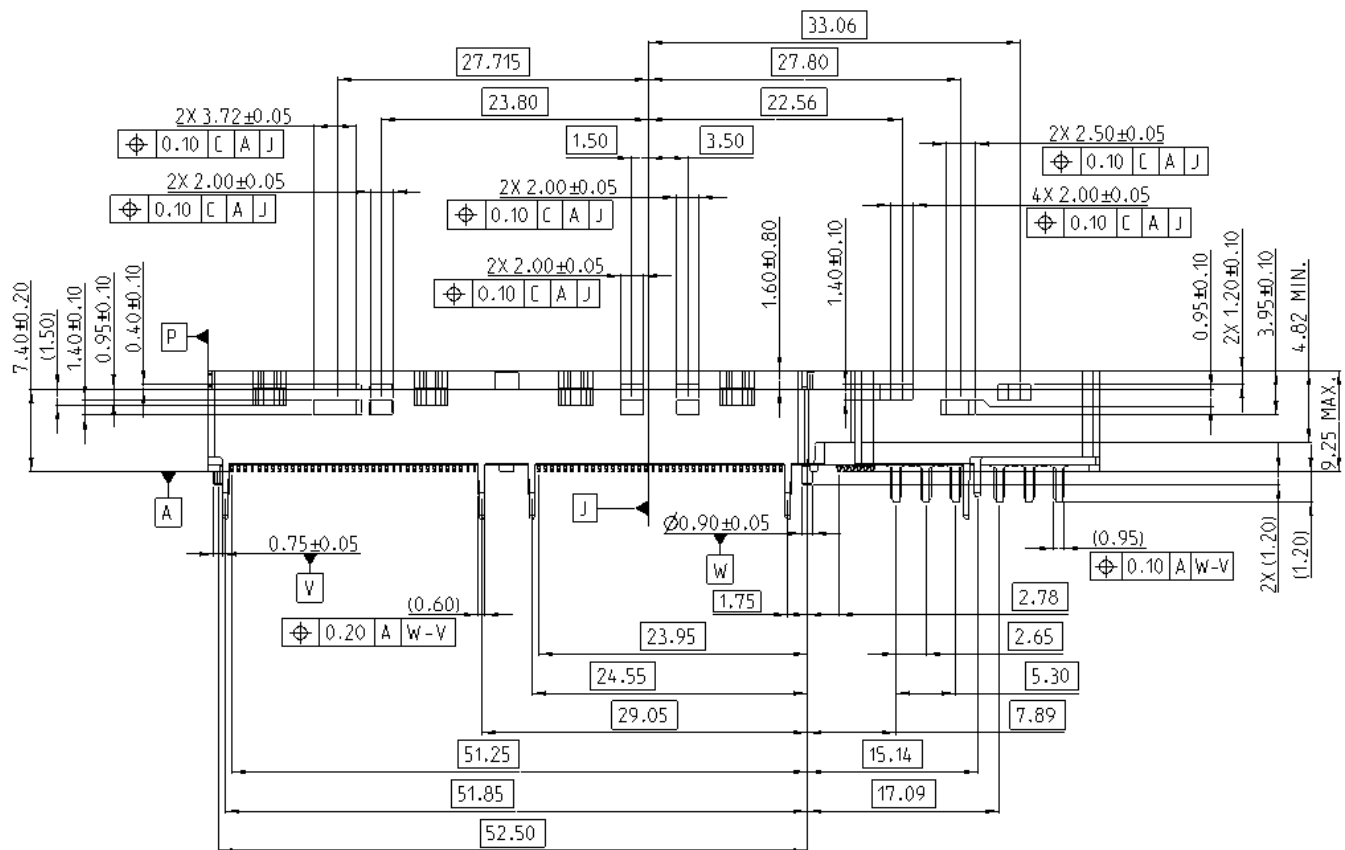 33.06
27.715
27.80
23.80
22.56
2X 3.72±0.05
⌖ 0.10 C A J
1.50
3.50
2X 2.50±0.05
⌖ 0.10 C A J
2X 2.00±0.05
⌖ 0.10 C A J
2X 2.00±0.05
⌖ 0.10 C A J
4X 2.00±0.05
⌖ 0.10 C A J
2X 2.00±0.05
⌖ 0.10 C A J
7.40±0.20
(1.50)
1.40±0.10
0.95±0.10
0.40±0.10
1.60±0.80
1.40±0.10
0.95±0.10
2X 1.20±0.10
3.95±0.10
4.82 MIN.
9.25 MAX.
P
A
J
Ø0.90±0.05
W
0.75±0.05
V
(0.60)
⌖ 0.20 A W-V
(0.95)
⌖ 0.10 A W-V
2X (1.20)
(1.20)
1.75
2.78
23.95
2.65
24.55
5.30
29.05
7.89
51.25
15.14
51.85
17.09
52.50